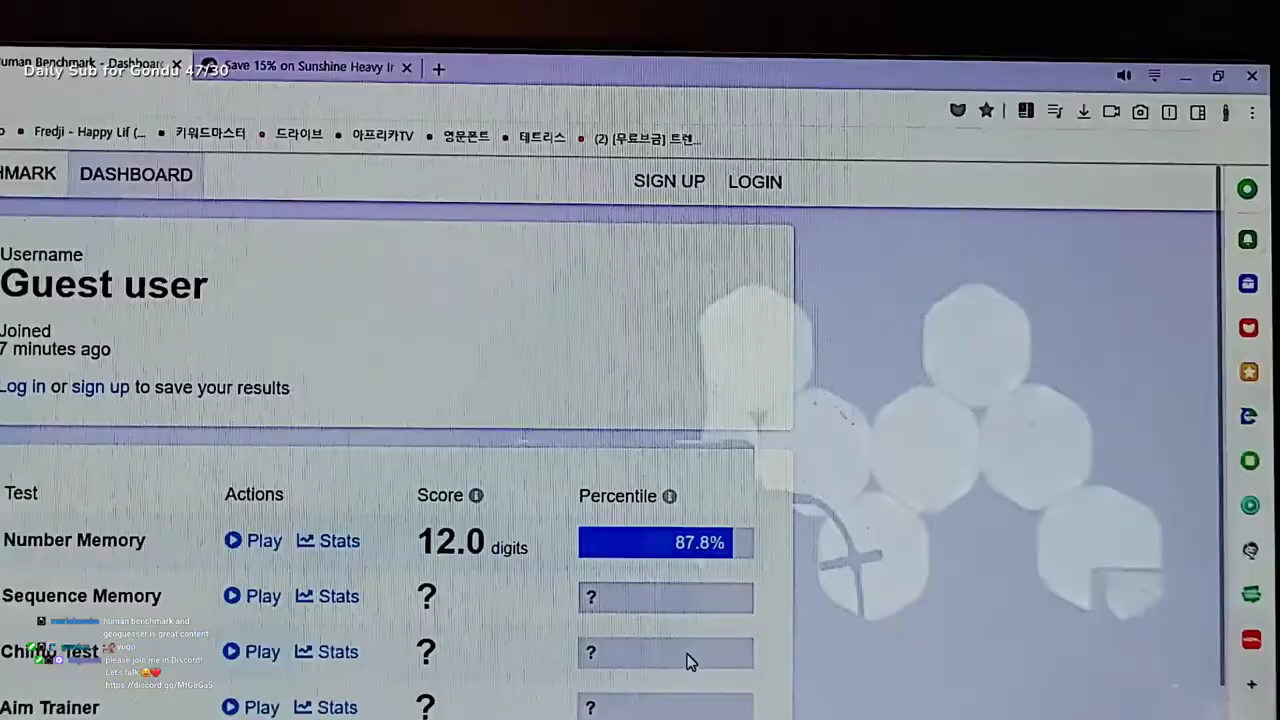 uman Benchmark - Dashboar
Save 15% on Sunshine Heavy Ir
Daily Sub for Gondu 47/30
Fredji - Happy Lif (... 키워드마스터 드라이브 아프리카TV 영문폰트 테트리스 (2) [무료브금] 트렌...
HMARK DASHBOARD SIGN UP LOGIN
Username
Guest user
Joined
7 minutes ago
Log in or sign up to save your results
Test Actions Score Percentile
Number Memory Play Stats 12.0 digits 87.8%
Sequence Memory Play Stats ? ?
human benchmark and
geoguesser is great content
yugo
Chimp Test Play Stats ? ?
please join me in Discord!
Let's talk
Aim Trainer Play Stats ? ?